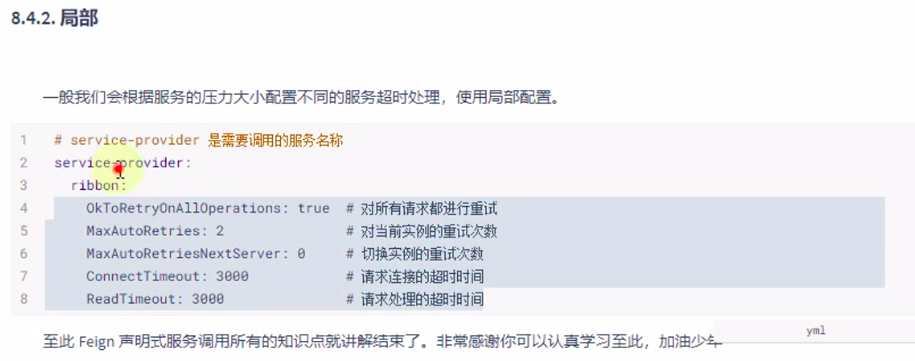 8.4.2. 局部
一般我们会根据服务的压力大小配置不同的服务超时处理，使用局部配置。
1 # service-provider 是需要调用的服务名称
2 service-provider:
3 ribbon:
4 OkToRetryOnAllOperations: true # 对所有请求都进行重试
5 MaxAutoRetries: 2 # 对当前实例的重试次数
6 MaxAutoRetriesNextServer: 0 # 切换实例的重试次数
7 ConnectTimeout: 3000 # 请求连接的超时时间
8 ReadTimeout: 3000 # 请求处理的超时时间
yml
至此 Feign 声明式服务调用所有的知识点就讲解结束了。非常感谢你可以认真学习至此，加油少年